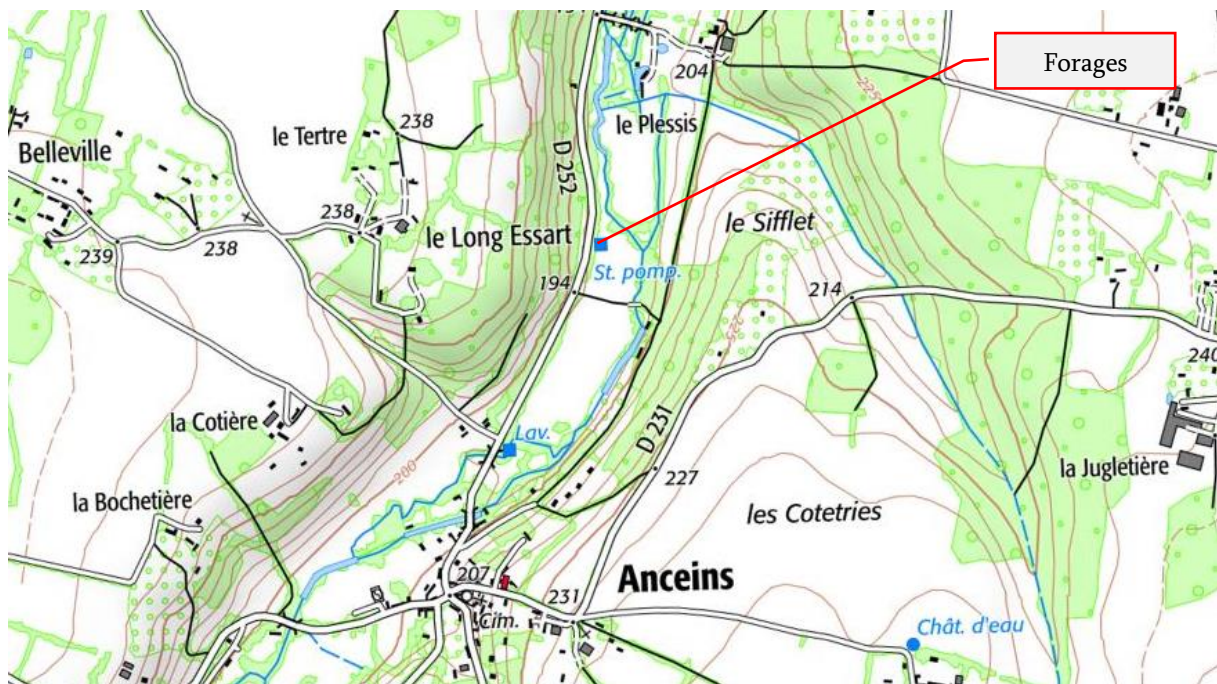 Forages
204
225
le Plessis
238
le Tertre
Belleville
D 252
238
238
239
le Long Essart
le Sifflet
St. pomp.
194
214
225
240
la Cotière
D 231
Lav.
200
227
la Jugletière
la Bochetière
les Cotetries
207
Anceins
231
Cim.
Chât. d'eau